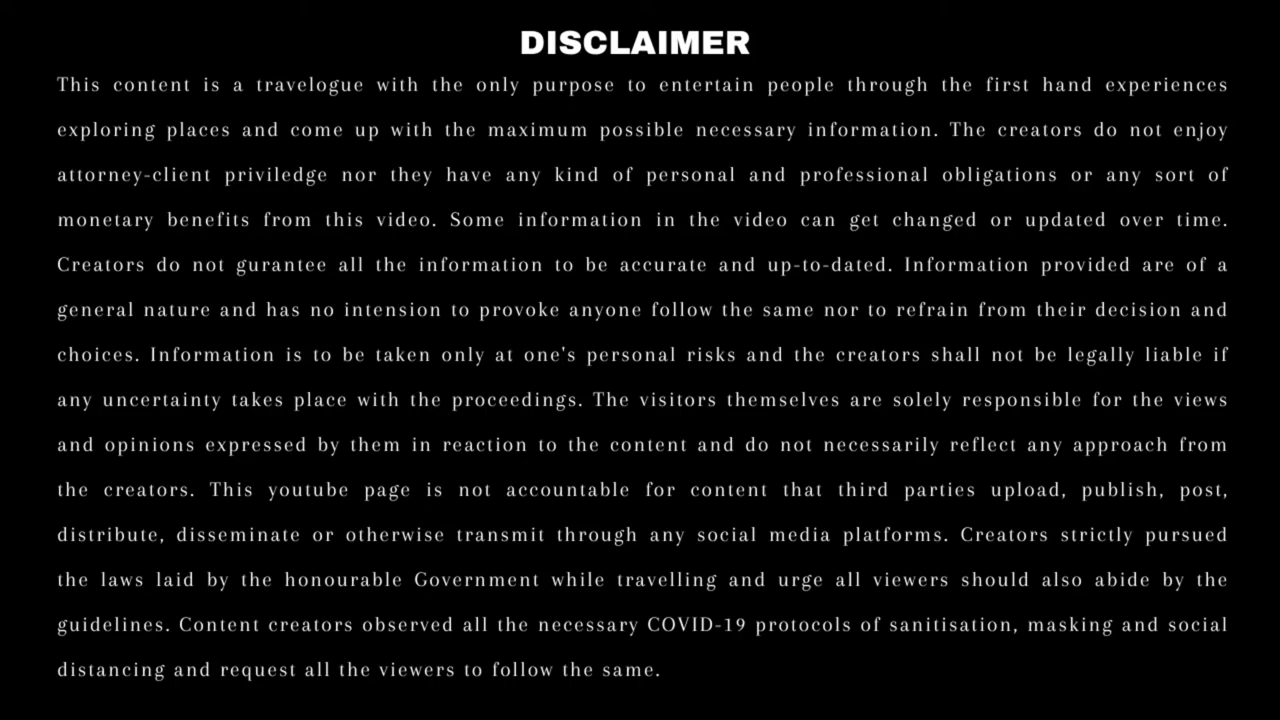 DISCLAIMER
This content is a travelogue with the only purpose to entertain people through the first hand experiences
exploring places and come up with the maximum possible necessary information. The creators do not enjoy
attorney-client priviledge nor they have any kind of personal and professional obligations or any sort of
monetary benefits from this video. Some information in the video can get changed or updated over time.
Creators do not gurantee all the information to be accurate and up-to-dated. Information provided are of a
general nature and has no intension to provoke anyone follow the same nor to refrain from their decision and
choices. Information is to be taken only at one's personal risks and the creators shall not be legally liable if
any uncertainty takes place with the proceedings. The visitors themselves are solely responsible for the views
and opinions expressed by them in reaction to the content and do not necessarily reflect any approach from
the creators. This youtube page is not accountable for content that third parties upload, publish, post,
distribute, disseminate or otherwise transmit through any social media platforms. Creators strictly pursued
the laws laid by the honourable Government while travelling and urge all viewers should also abide by the
guidelines. Content creators observed all the necessary COVID-19 protocols of sanitisation, masking and social
distancing and request all the viewers to follow the same.